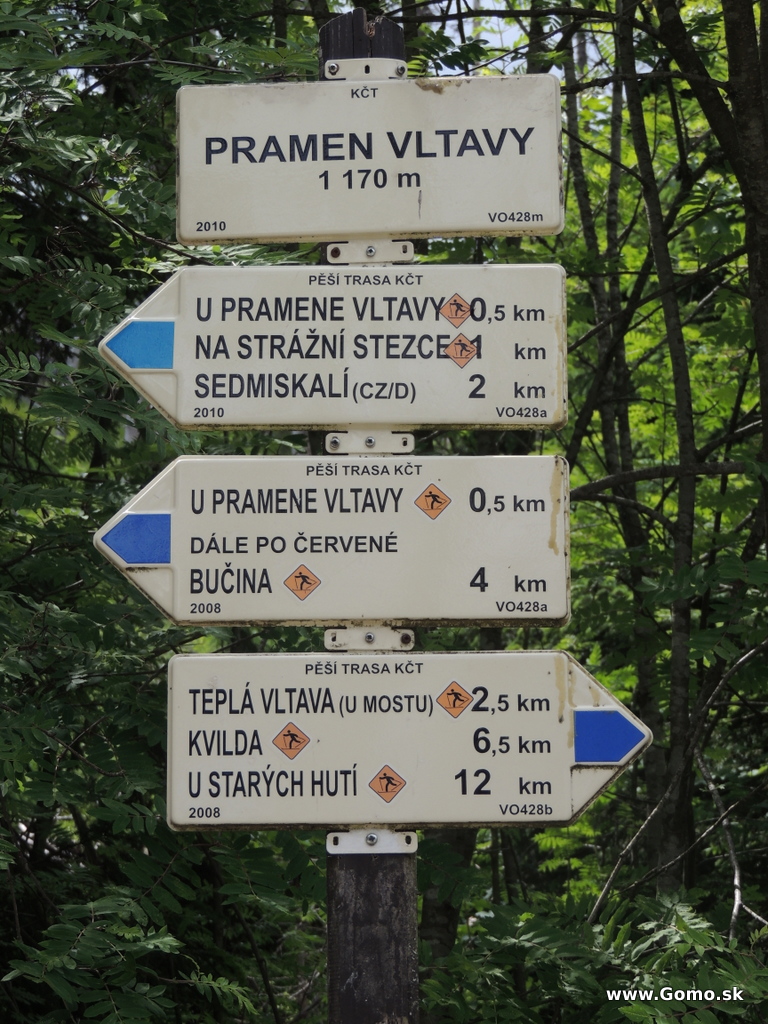 KČT
PRAMEN VLTAVY
1 170 m
2010 VO428m
PĚŠÍ TRASA KČT
U PRAMENE VLTAVY 0,5 km
NA STRÁŽNÍ STEZCE 1 km
SEDMISKALÍ (CZ/D) 2 km
2010 VO428a
PĚŠÍ TRASA KČT
U PRAMENE VLTAVY 0,5 km
DÁLE PO ČERVENÉ
BUČINA 4 km
2008 VO428a
PĚŠÍ TRASA KČT
TEPLÁ VLTAVA (U MOSTU) 2,5 km
KVILDA 6,5 km
U STARÝCH HUTÍ 12 km
2008 VO428b
www.Gomo.sk